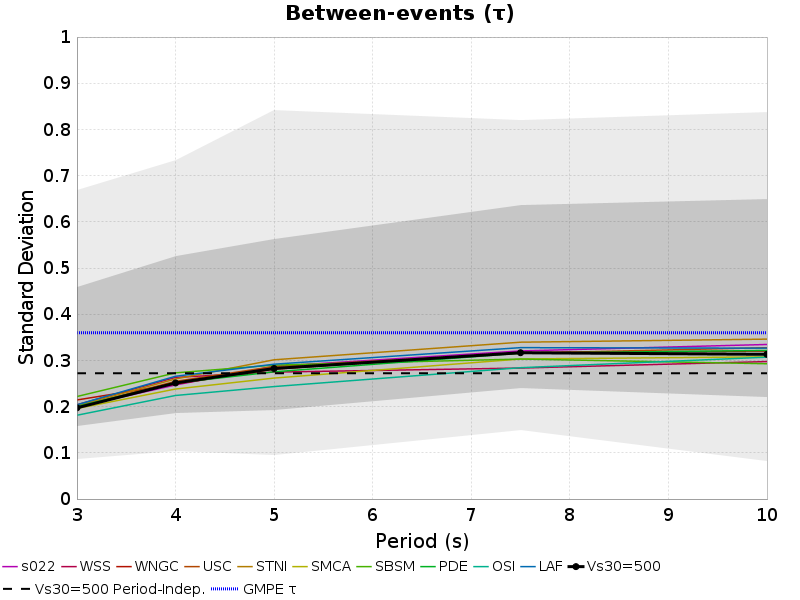 Between-events (τ)
Standard Deviation
1
0.9
0.8
0.7
0.6
0.5
0.4
0.3
0.2
0.1
0
3 4 5 6 7 8 9 10
Period (s)
s022 WSS WNGC USC STNI SMCA SBSM PDE OSI LAF Vs30=500
Vs30=500 Period-Indep. GMPE τ